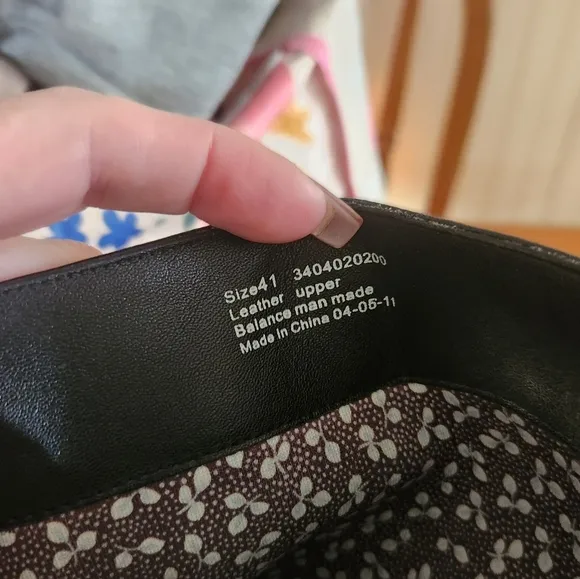 Size41 3404020200
Leather upper
Balance man made
Made in China 04-05-11